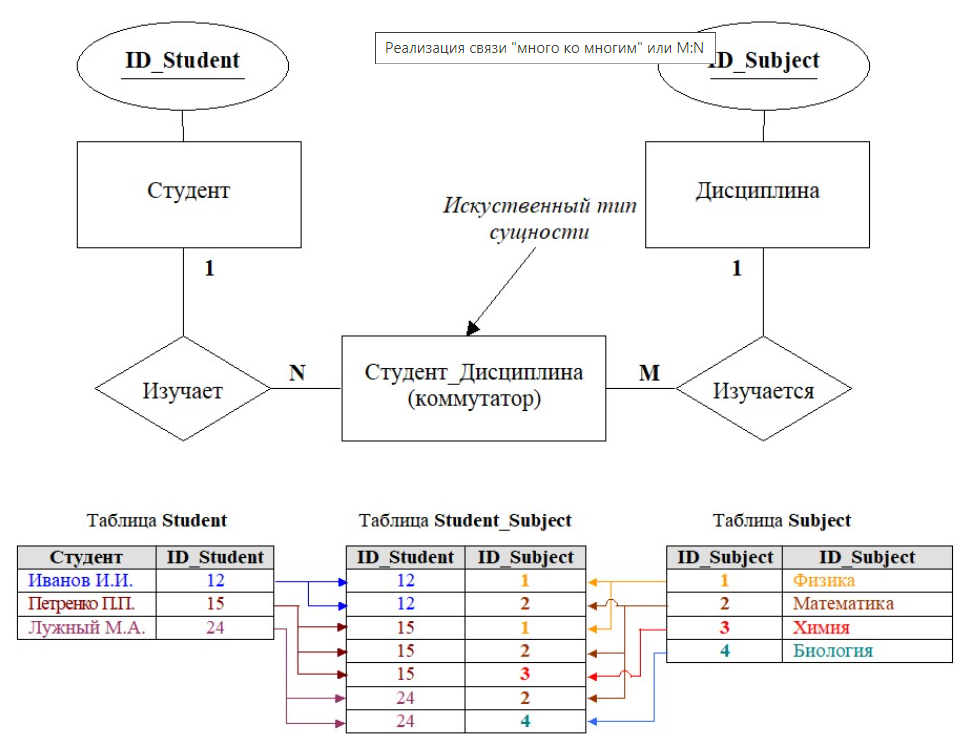 ID_Student
Реализация связи "много ко многим" или M:N
ID_Subject
Студент
Дисциплина
Искуственный тип
сущности
1
1
Изучает
N
Студент_Дисциплина
(коммутатор)
M
Изучается
Таблица Student
Таблица Student_Subject
Таблица Subject
Студент ID_Student
ID_Student ID_Subject
ID_Subject ID_Subject
Иванов И.И. 12
12 1
1 Физика
Петренко П.П. 15
12 2
2 Математика
Лужный М.А. 24
15 1
3 Химия
15 2
4 Биология
15 3
24 2
24 4